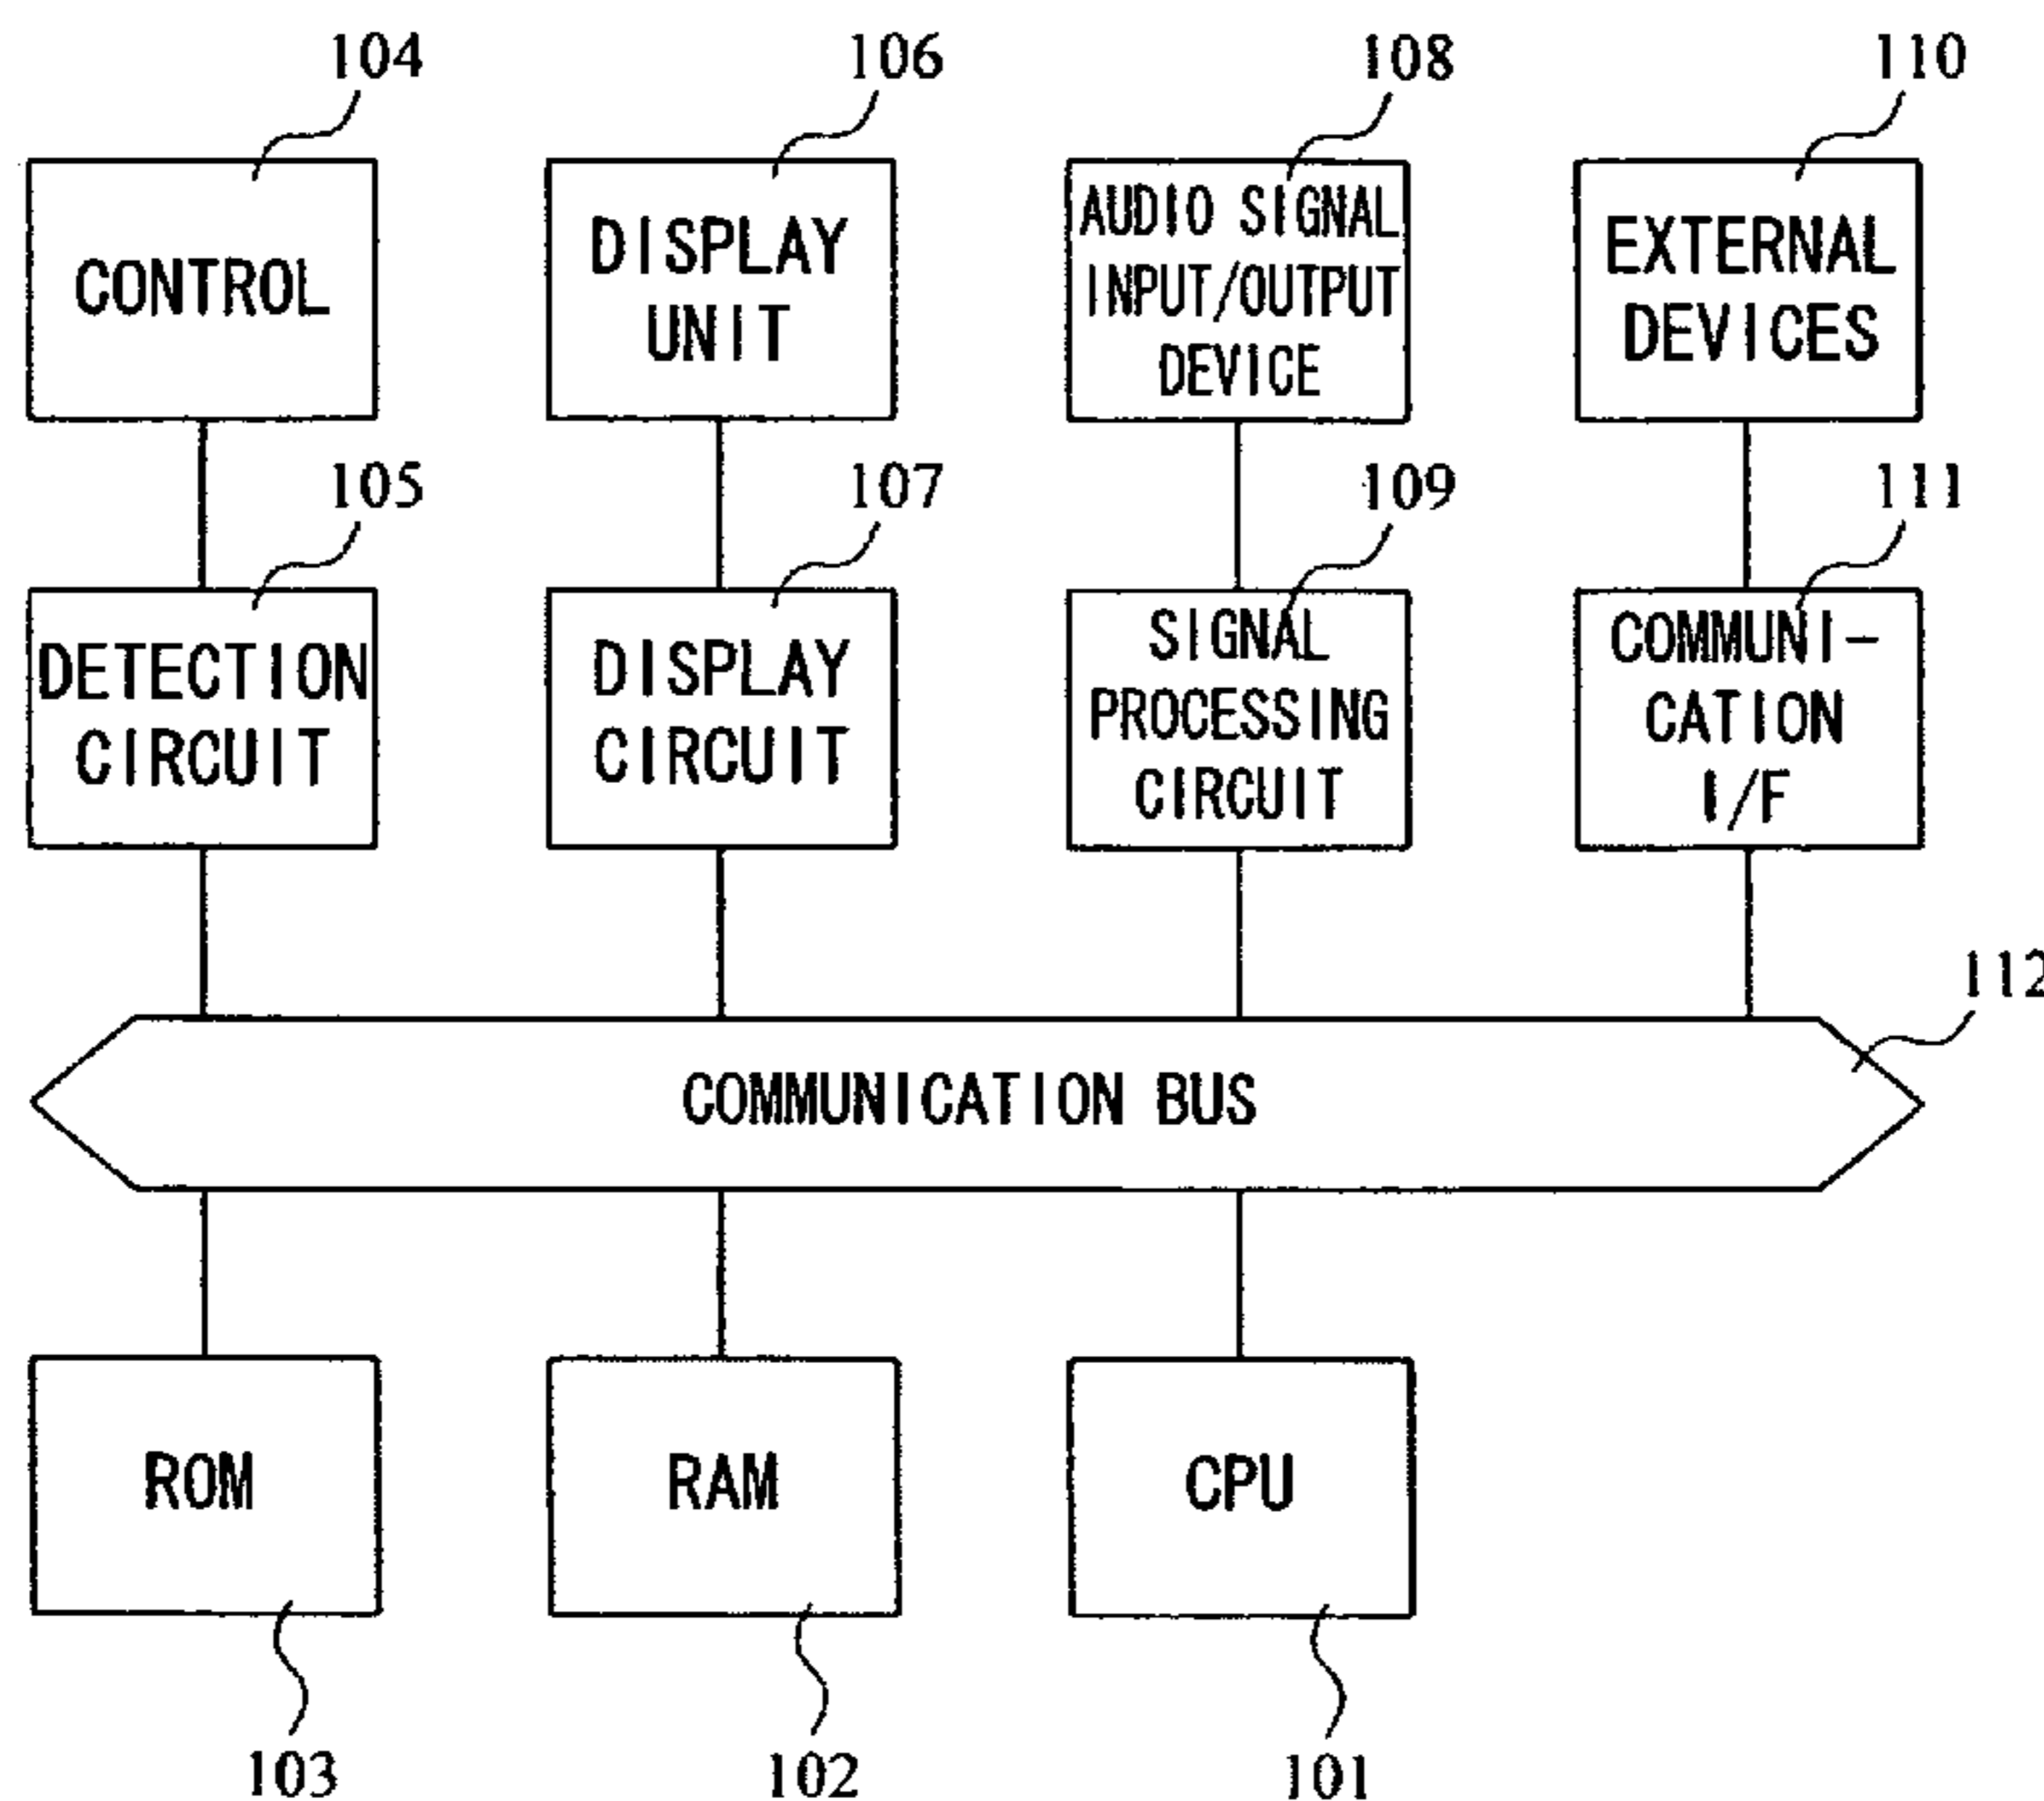 104
106
108
110
CONTROL
DISPLAY
UNIT
AUDIO SIGNAL
INPUT/OUTPUT
DEVICE
EXTERNAL
DEVICES
105
107
109
111
DETECTION
CIRCUIT
DISPLAY
CIRCUIT
SIGNAL
PROCESSING
CIRCUIT
COMMUNI-
CATION
I/F
112
COMMUNICATION BUS
ROM
RAM
CPU
103
102
101